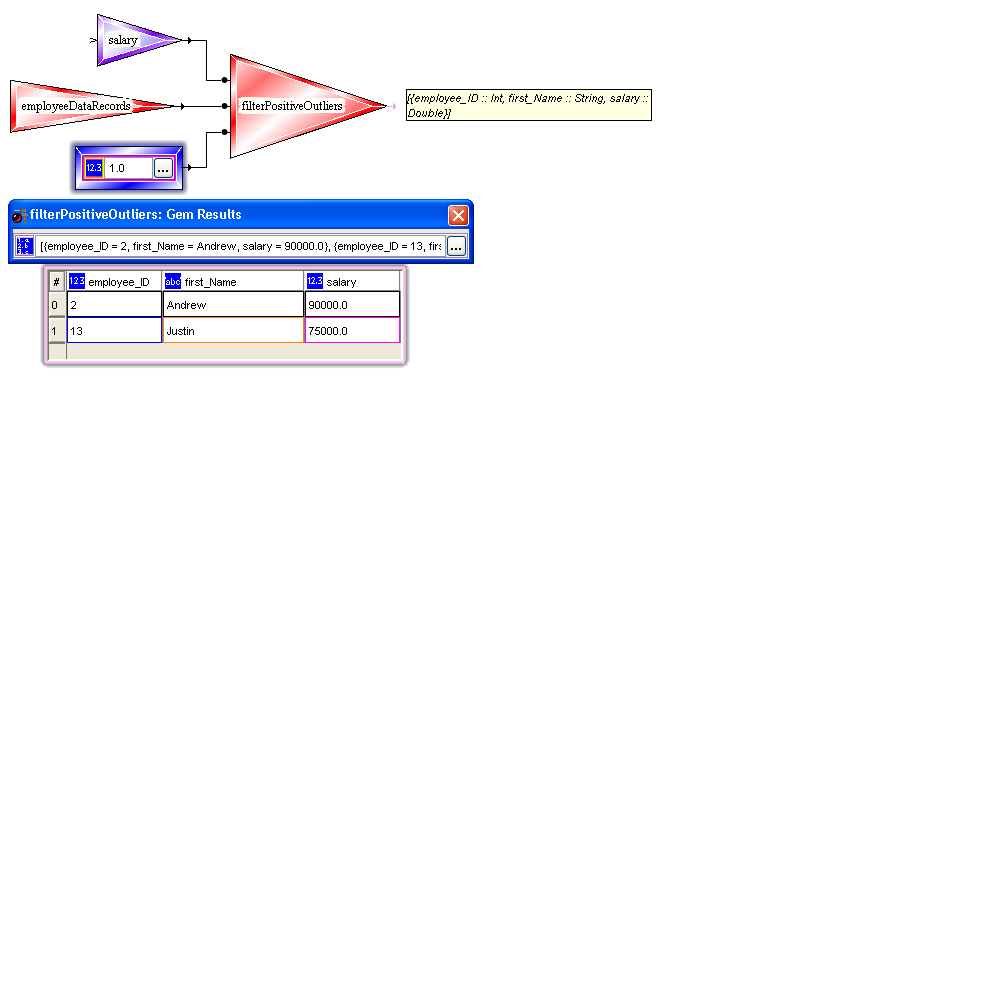 salary
employeeDataRecords
filterPositiveOutliers
[{employee_ID :: Int, first_Name :: String, salary ::
Double}]
12.3 1.0 ...
filterPositiveOutliers: Gem Results
[{employee_ID = 2, first_Name = Andrew, salary = 90000.0}, {employee_ID = 13, firs ...
# 123 employee_ID abc first_Name 12.3 salary
0 2 Andrew 90000.0
1 13 Justin 75000.0